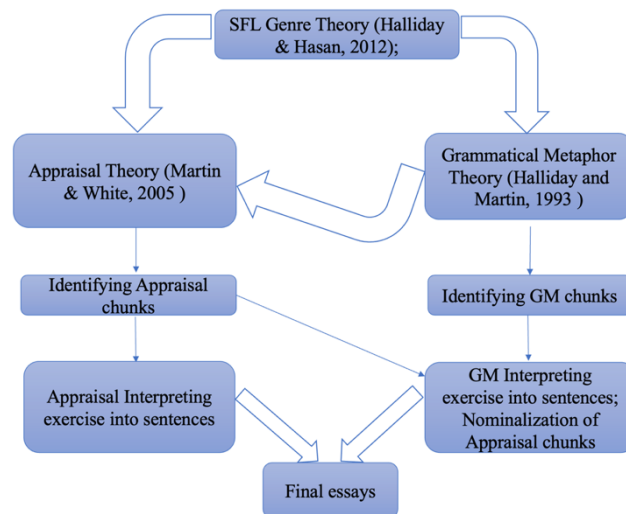 SFL Genre Theory (Halliday
& Hasan, 2012);
Appraisal Theory (Martin
& White, 2005 )
Grammatical Metaphor
Theory (Halliday and
Martin, 1993 )
Identifying Appraisal
chunks
Identifying GM chunks
Appraisal Interpreting
exercise into sentences
GM Interpreting
exercise into sentences;
Nominalization of
Appraisal chunks
Final essays